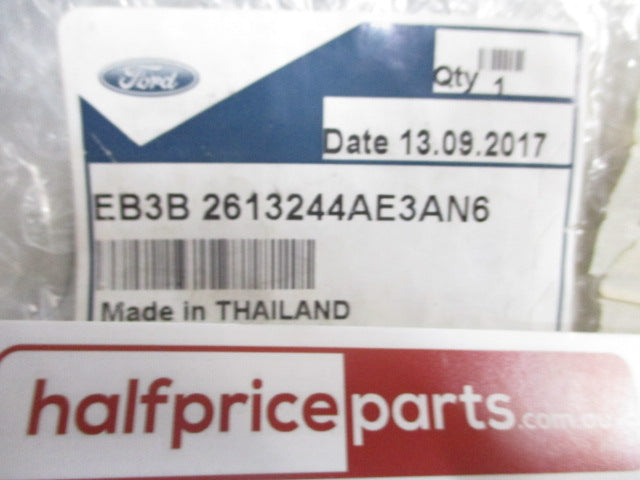 Ford
Qty 1
Date 13.09.2017
EB3B 2613244AE3AN6
Made in THAILAND
halfpriceparts.com.au